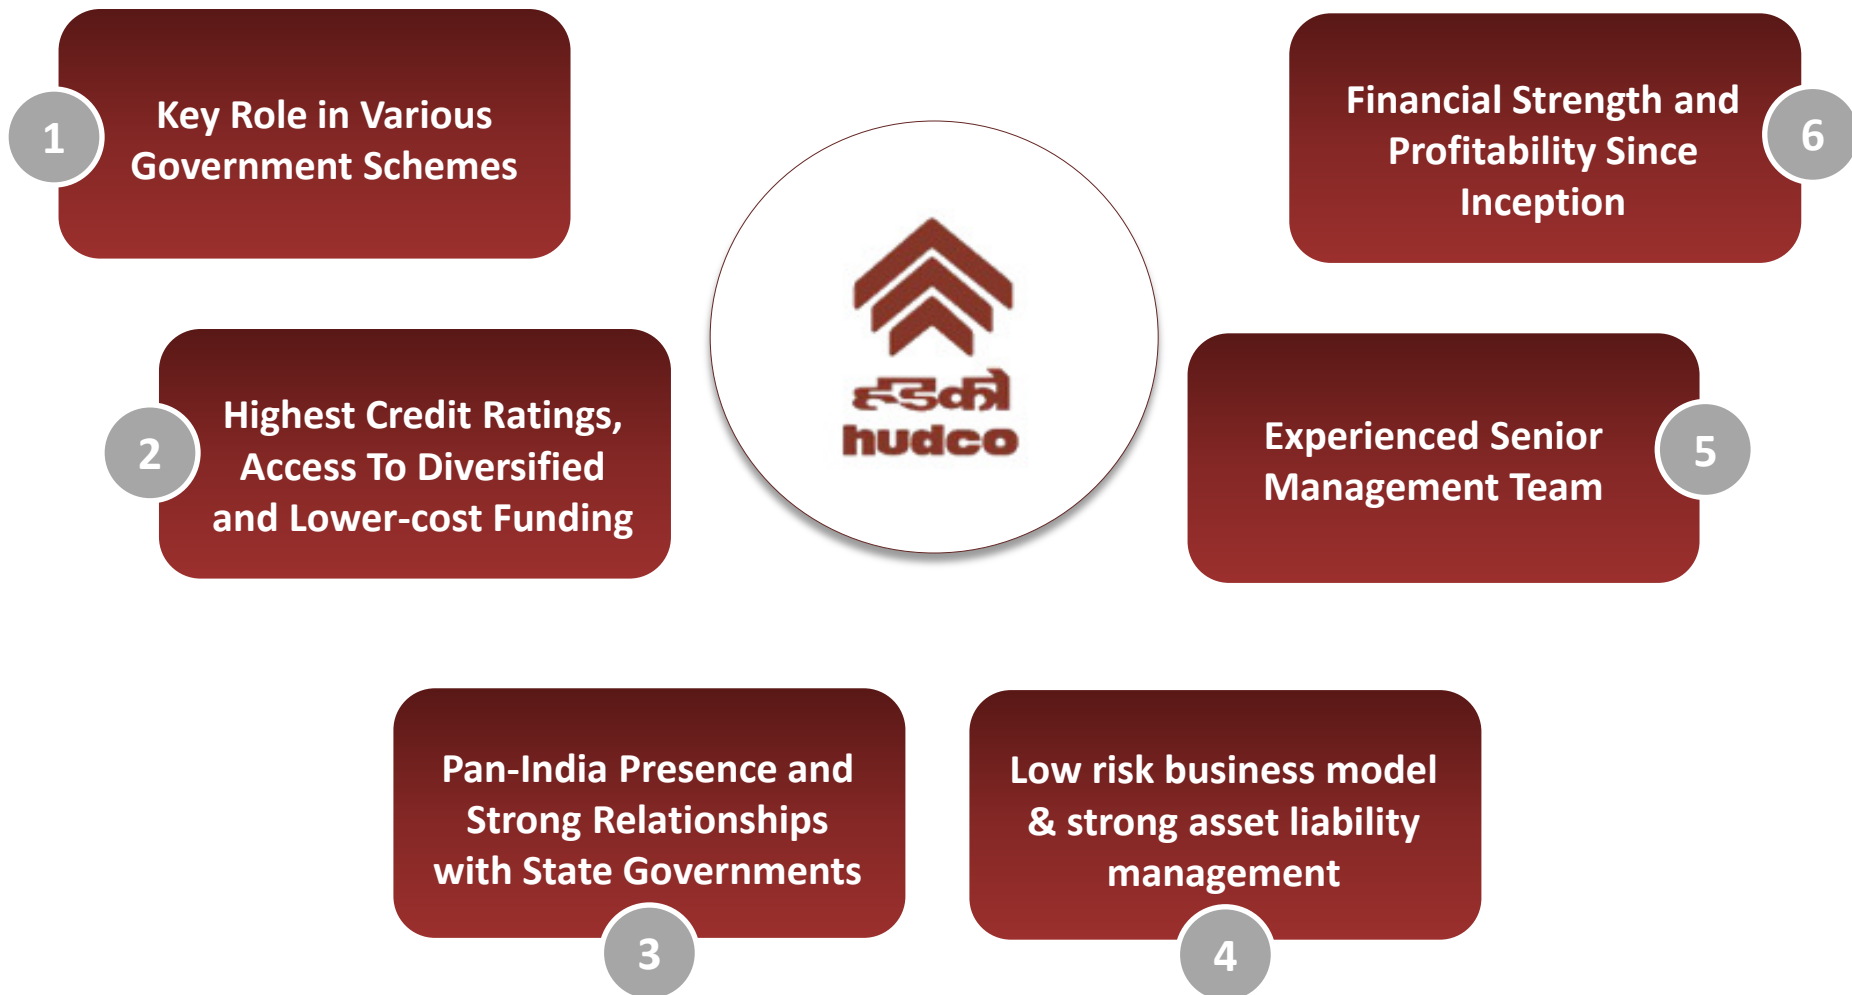 1
Key Role in Various
Government Schemes
2
Highest Credit Ratings,
Access To Diversified
and Lower-cost Funding
3
Pan-India Presence and
Strong Relationships
with State Governments
4
Low risk business model
& strong asset liability
management
5
Experienced Senior
Management Team
6
Financial Strength and
Profitability Since
Inception
हडको
hudco